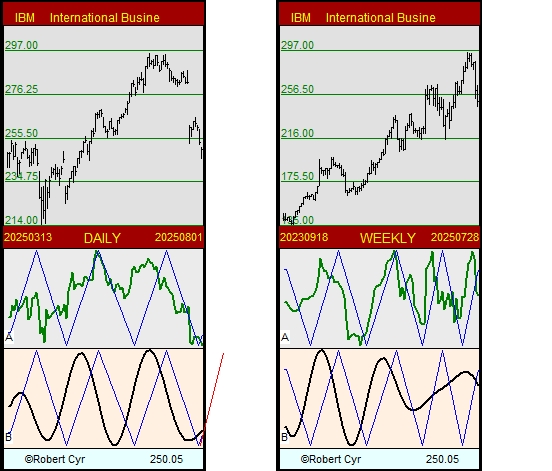 IBM International Busine
297.00
276.25
255.50
234.75
214.00
20250313 DAILY 20250801
A
B
©Robert Cyr 250.05
IBM International Busine
297.00
256.50
216.00
175.50
20230918 WEEKLY 20250728
A
B
©Robert Cyr 250.05